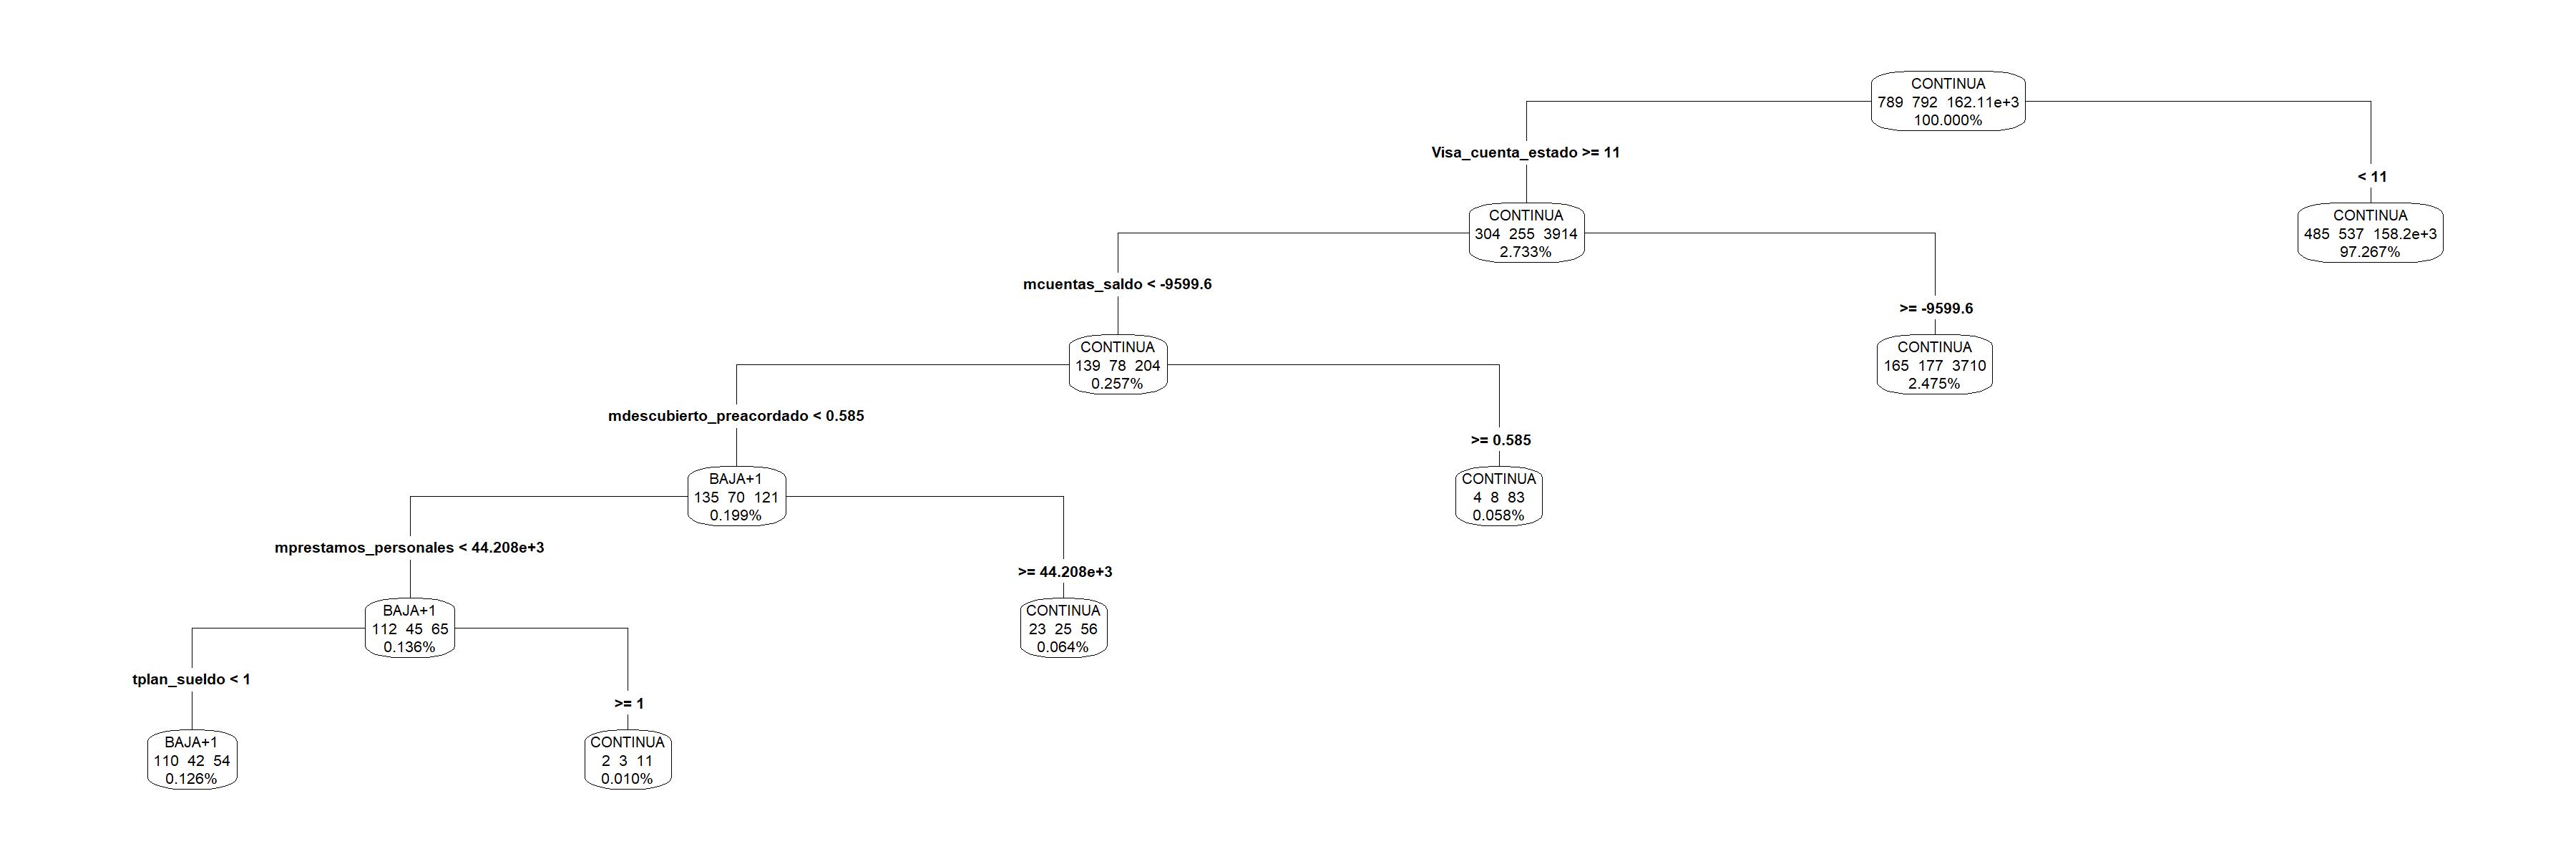 CONTINUA
789 792 162.11e+3
100.000%
Visa_cuenta_estado >= 11
< 11
CONTINUA
304 255 3914
2.733%
CONTINUA
485 537 158.2e+3
97.267%
mcuentas_saldo < -9599.6
>= -9599.6
CONTINUA
139 78 204
0.257%
CONTINUA
165 177 3710
2.475%
mdescubierto_preacordado < 0.585
>= 0.585
BAJA+1
135 70 121
0.199%
CONTINUA
4 8 83
0.058%
mprestamos_personales < 44.208e+3
>= 44.208e+3
BAJA+1
112 45 65
0.136%
CONTINUA
23 25 56
0.064%
tplan_sueldo < 1
>= 1
BAJA+1
110 42 54
0.126%
CONTINUA
2 3 11
0.010%